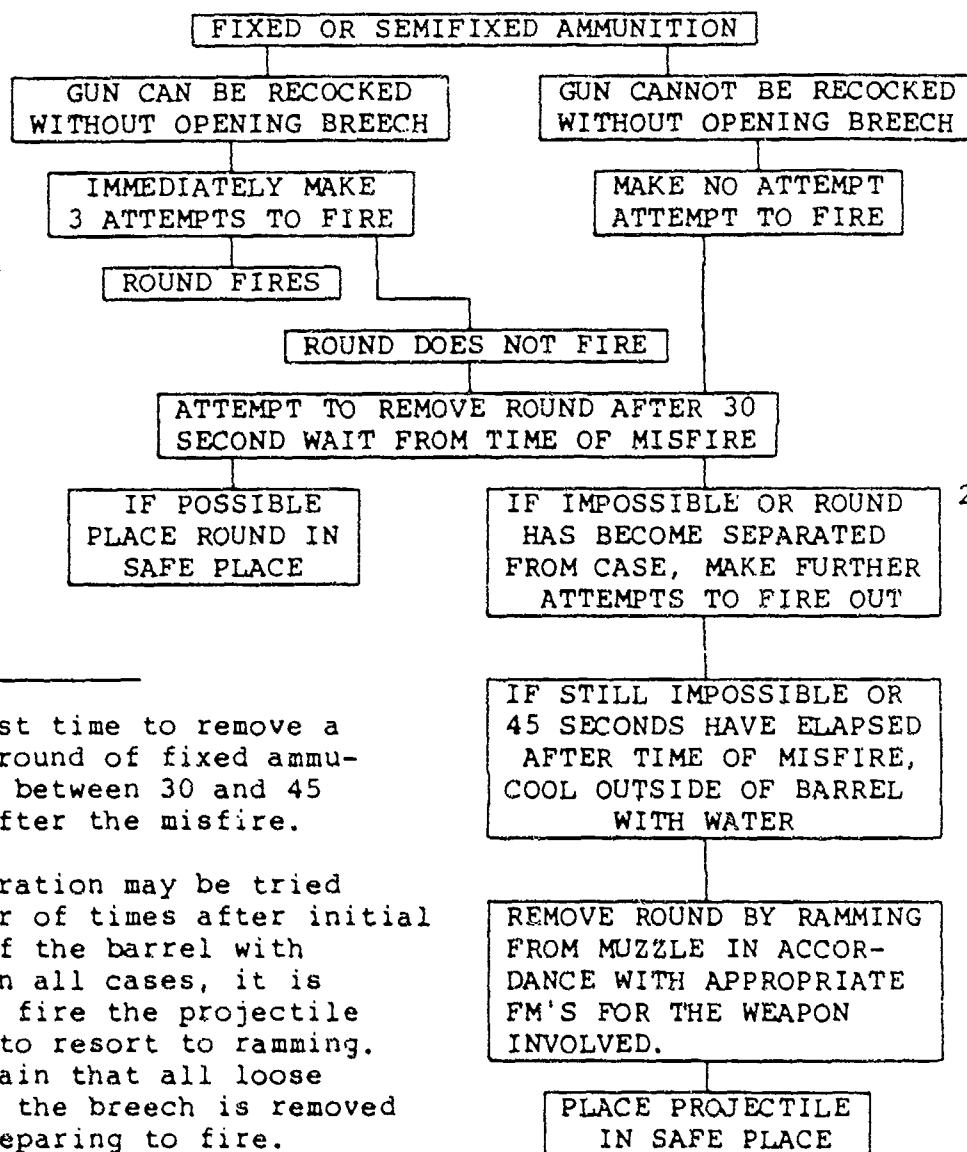 FIXED OR SEMIFIXED AMMUNITION
GUN CAN BE RECOCKED
WITHOUT OPENING BREECH
GUN CANNOT BE RECOCKED
WITHOUT OPENING BREECH
IMMEDIATELY MAKE
3 ATTEMPTS TO FIRE
MAKE NO ATTEMPT
ATTEMPT TO FIRE
ROUND FIRES
ROUND DOES NOT FIRE
ATTEMPT TO REMOVE ROUND AFTER 30
SECOND WAIT FROM TIME OF MISFIRE
IF POSSIBLE
PLACE ROUND IN
SAFE PLACE
IF IMPOSSIBLE OR ROUND
HAS BECOME SEPARATED
FROM CASE, MAKE FURTHER
ATTEMPTS TO FIRE OUT
2
IF STILL IMPOSSIBLE OR
45 SECONDS HAVE ELAPSED
AFTER TIME OF MISFIRE,
COOL OUTSIDE OF BARREL
WITH WATER
REMOVE ROUND BY RAMMING
FROM MUZZLE IN ACCOR-
DANCE WITH APPROPRIATE
FM'S FOR THE WEAPON
INVOLVED.
PLACE PROJECTILE
IN SAFE PLACE
st time to remove a
round of fixed ammu-
between 30 and 45
fter the misfire.
ration may be tried
r of times after initial
f the barrel with
n all cases, it is
fire the projectile
to resort to ramming.
ain that all loose
the breech is removed
eparing to fire.